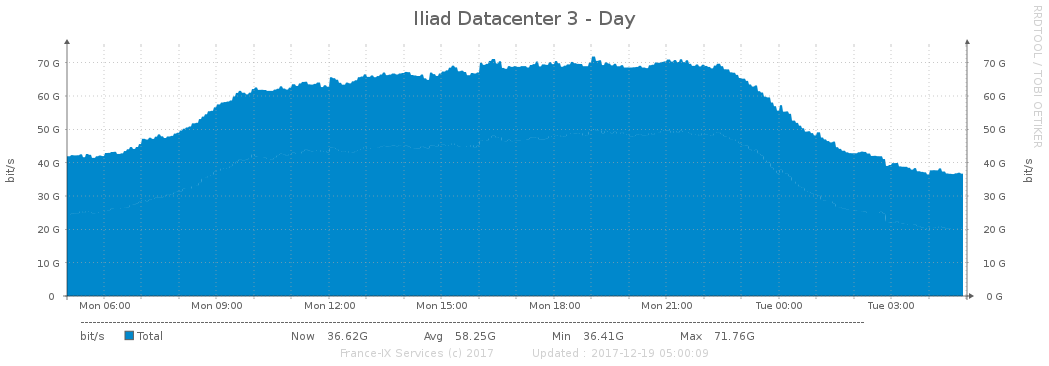 Iliad Datacenter 3 - Day
RRDTOOL / TOBI OETIKER
bit/s
70 G
60 G
50 G
40 G
30 G
20 G
10 G
0
70 G
60 G
50 G
40 G
30 G
20 G
10 G
0 G
bit/s
Mon 06:00 Mon 09:00 Mon 12:00 Mon 15:00 Mon 18:00 Mon 21:00 Tue 00:00 Tue 03:00
bit/s Total Now 36.62G Avg 58.25G Min 36.41G Max 71.76G
France-IX Services (c) 2017 Updated : 2017-12-19 05:00:09